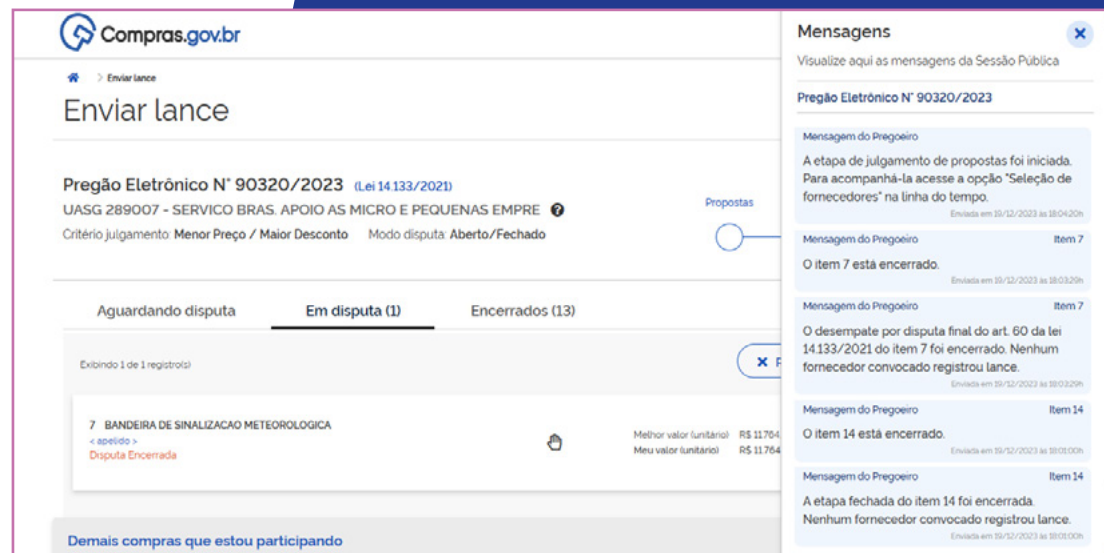 Compras.gov.br
Enviar lance
Enviar lance
Pregão Eletrônico N° 90320/2023 (Lei 14.133/2021)
UASG 289007 - SERVICO BRAS. APOIO AS MICRO E PEQUENAS EMPRE
Critério julgamento: Menor Preço / Maior Desconto Modo disputa: Aberto/Fechado
Propostas
Aguardando disputa Em disputa (1) Encerrados (13)
Exibindo 1 de 1 registro(s)
7 BANDEIRA DE SINALIZACAO METEOROLOGICA
< apelido >
Disputa Encerrada
Melhor valor (unitário) R$ 11.764
Meu valor (unitário) R$ 11.764
Demais compras que estou participando
Mensagens
Visualize aqui as mensagens da Sessão Pública
Pregão Eletrônico N° 90320/2023
Mensagem do Pregoeiro
A etapa de julgamento de propostas foi iniciada.
Para acompanhá-la acesse a opção "Seleção de
fornecedores" na linha do tempo.
Enviada em 19/12/2023 às 18:04:20h
Mensagem do Pregoeiro Item 7
O item 7 está encerrado.
Enviada em 19/12/2023 às 18:03:29h
Mensagem do Pregoeiro Item 7
O desempate por disputa final do art. 60 da lei
14.133/2021 do item 7 foi encerrado. Nenhum
fornecedor convocado registrou lance.
Enviada em 19/12/2023 às 18:03:29h
Mensagem do Pregoeiro Item 14
O item 14 está encerrado.
Enviada em 19/12/2023 às 18:01:00h
Mensagem do Pregoeiro Item 14
A etapa fechada do item 14 foi encerrada.
Nenhum fornecedor convocado registrou lance.
Enviada em 19/12/2023 às 18:01:00h